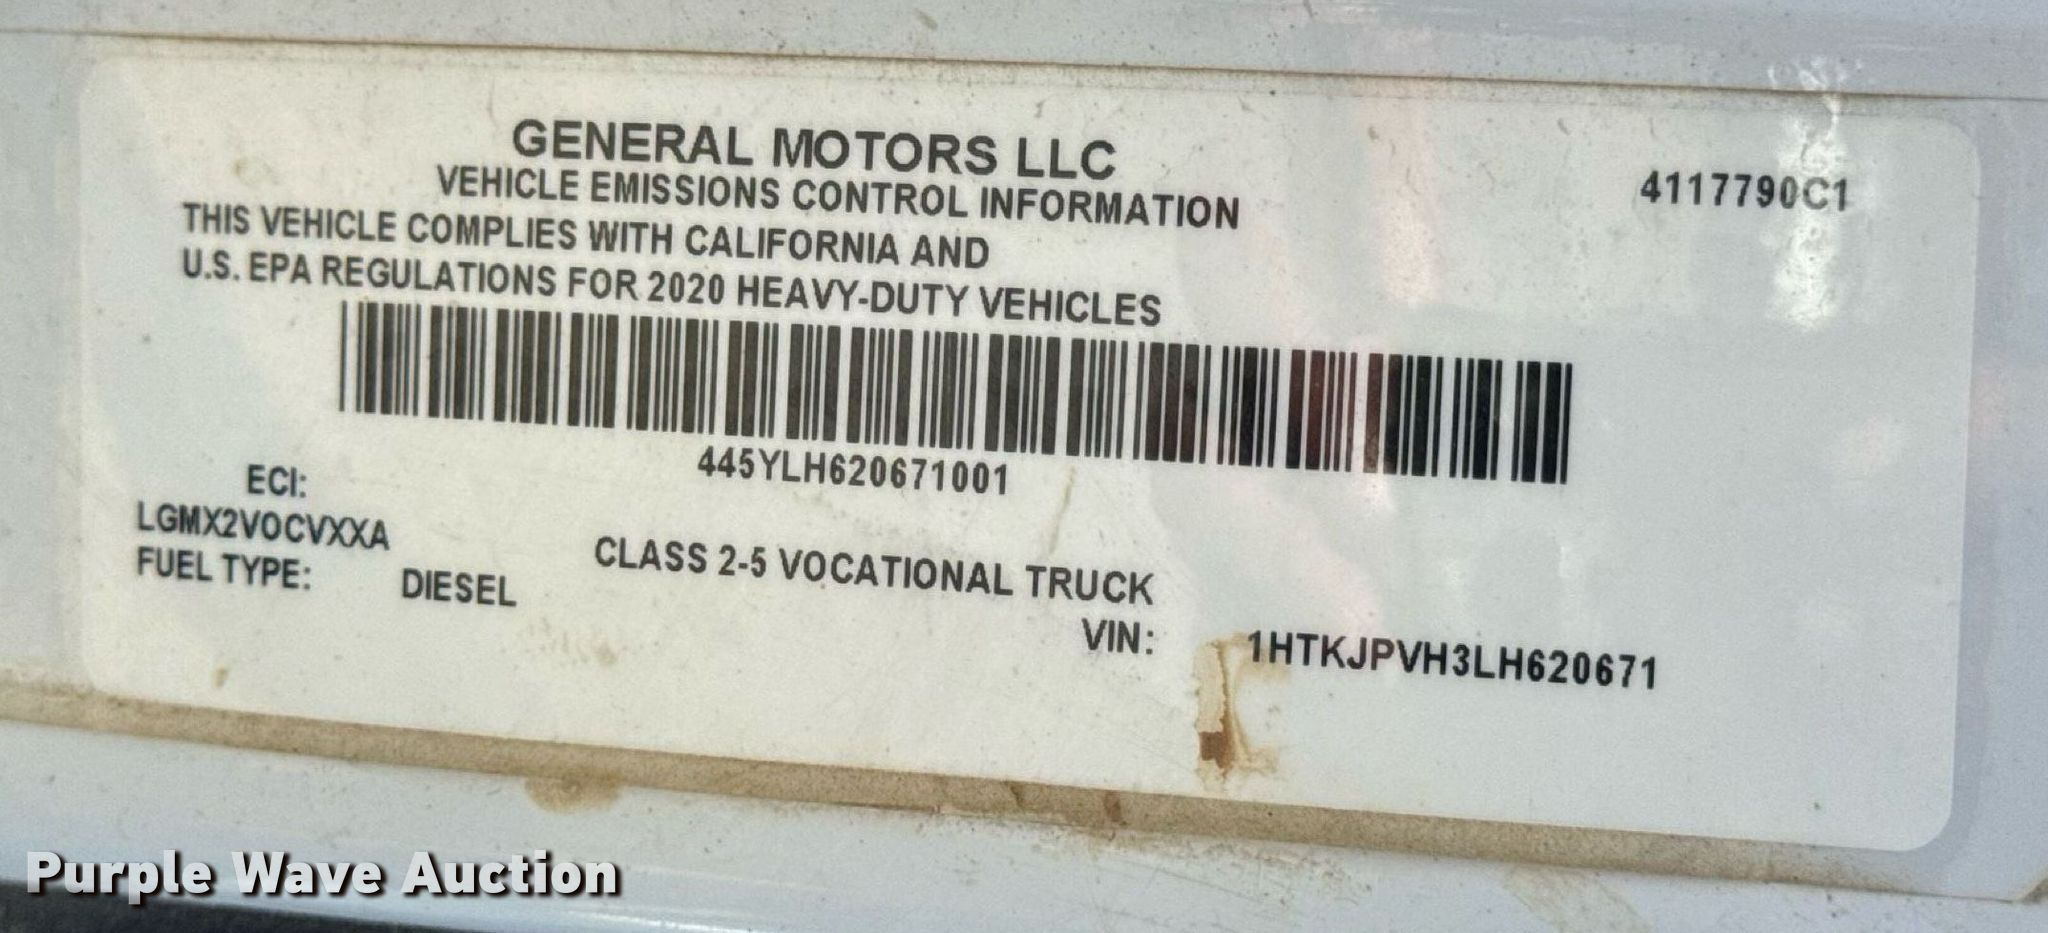 GENERAL MOTORS LLC
VEHICLE EMISSIONS CONTROL INFORMATION
4117790C1
THIS VEHICLE COMPLIES WITH CALIFORNIA AND
U.S. EPA REGULATIONS FOR 2020 HEAVY-DUTY VEHICLES
445YLH620671001
ECI:
LGMX2VOCVXXA
CLASS 2-5 VOCATIONAL TRUCK
FUEL TYPE: DIESEL
VIN: 1HTKJPVH3LH620671
Purple Wave Auction